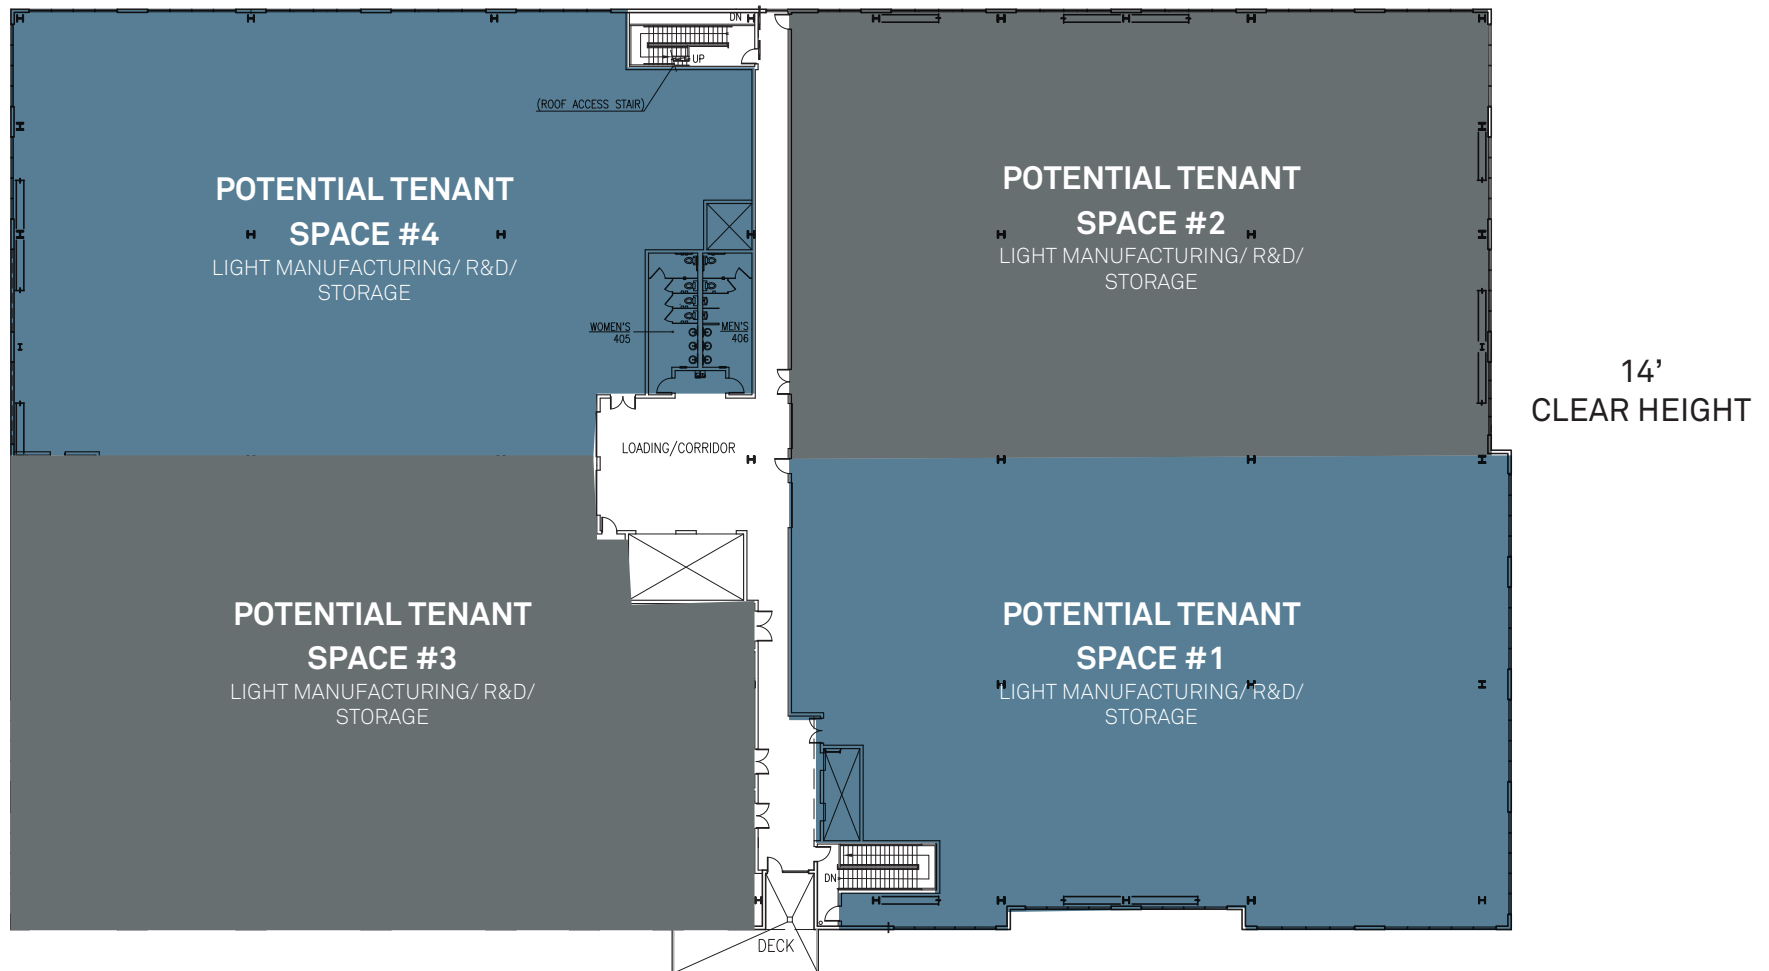 DN
UP
(ROOF ACCESS STAIR)
POTENTIAL TENANT
SPACE #4
LIGHT MANUFACTURING/ R&D/
STORAGE
POTENTIAL TENANT
SPACE #2
LIGHT MANUFACTURING/ R&D/
STORAGE
WOMEN'S
405
MEN'S
406
14’
CLEAR HEIGHT
LOADING/CORRIDOR
POTENTIAL TENANT
SPACE #3
LIGHT MANUFACTURING/ R&D/
STORAGE
POTENTIAL TENANT
SPACE #1
LIGHT MANUFACTURING/ R&D/
STORAGE
DN
DECK